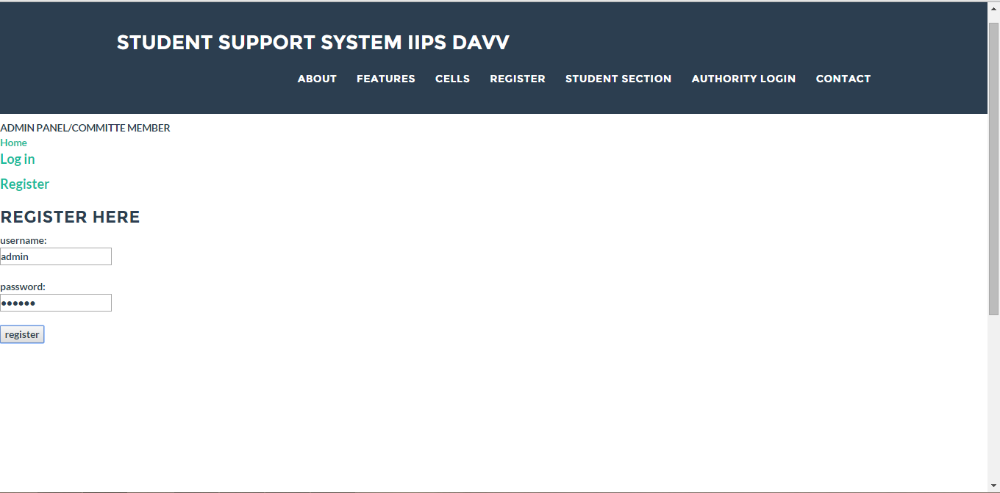 STUDENT SUPPORT SYSTEM IIPS DAVV
ABOUT FEATURES CELLS REGISTER STUDENT SECTION AUTHORITY LOGIN CONTACT
ADMIN PANEL/COMMITTE MEMBER
Home
Log in
Register
REGISTER HERE
username:
admin
password:
••••••
register